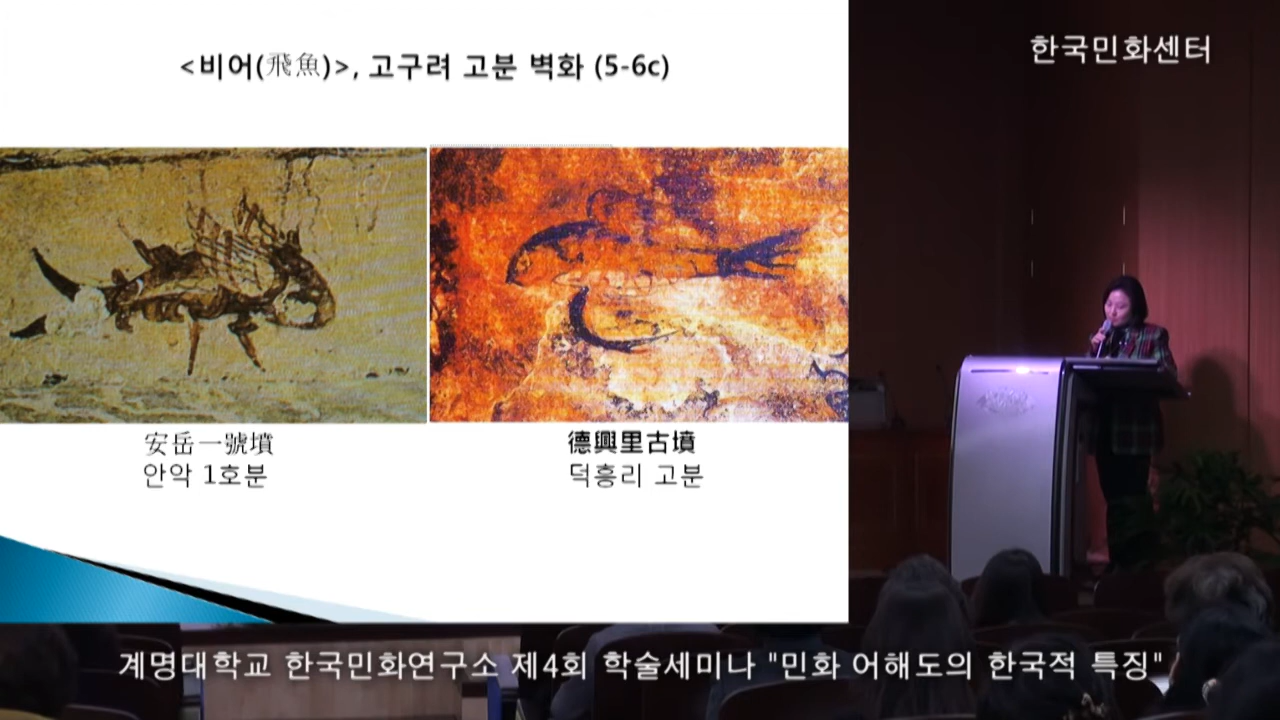 <비어(飛魚)>, 고구려 고분 벽화 (5-6c)
한국민화센터
安岳一號墳
안악 1호분
德興里古墳
덕흥리 고분
계명대학교 한국민화연구소 제4회 학술세미나 "민화 어해도의 한국적 특징"